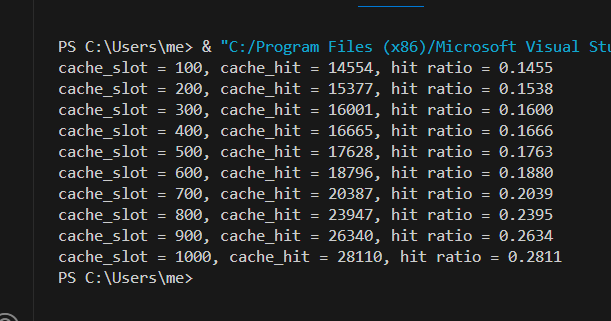 PS C:\Users\me> & "C:/Program Files (x86)/Microsoft Visual
cache_slot = 100, cache_hit = 14554, hit ratio = 0.1455
cache_slot = 200, cache_hit = 15377, hit ratio = 0.1538
cache_slot = 300, cache_hit = 16001, hit ratio = 0.1600
cache_slot = 400, cache_hit = 16665, hit ratio = 0.1666
cache_slot = 500, cache_hit = 17628, hit ratio = 0.1763
cache_slot = 600, cache_hit = 18796, hit ratio = 0.1880
cache_slot = 700, cache_hit = 20387, hit ratio = 0.2039
cache_slot = 800, cache_hit = 23947, hit ratio = 0.2395
cache_slot = 900, cache_hit = 26340, hit ratio = 0.2634
cache_slot = 1000, cache_hit = 28110, hit ratio = 0.2811
PS C:\Users\me>